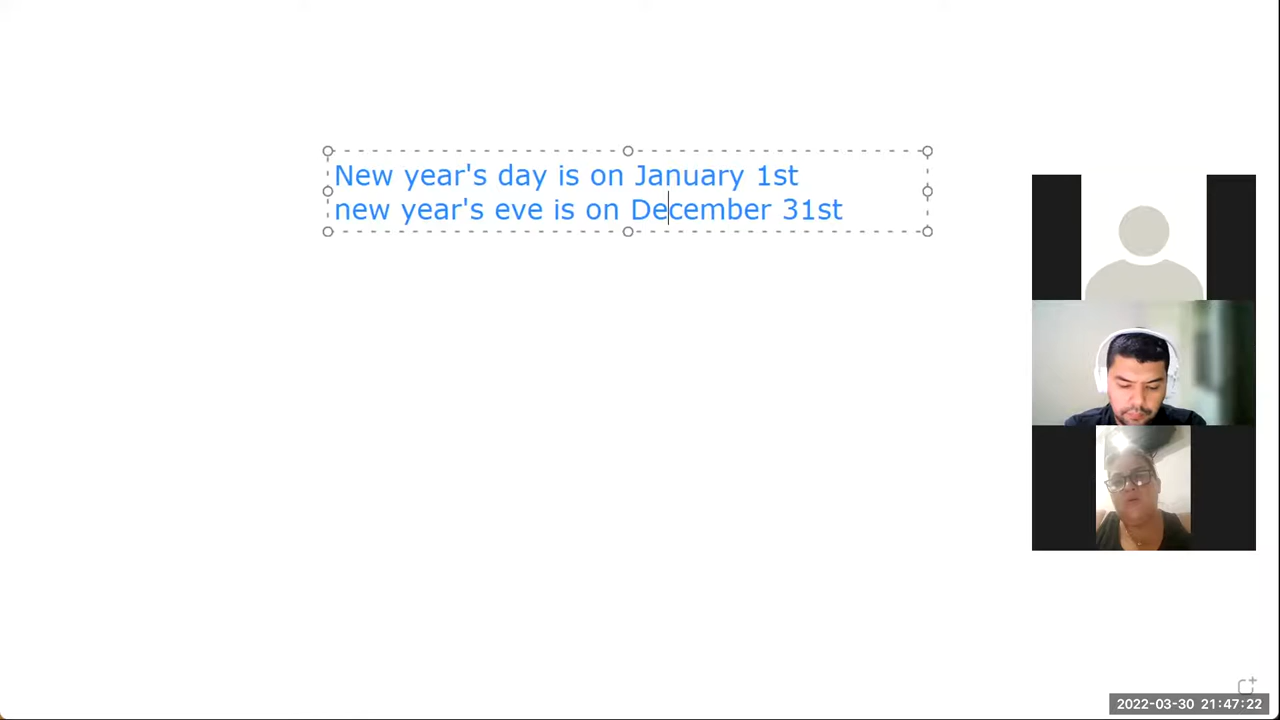 New year's day is on January 1st
new year's eve is on December 31st
2022-03-30 21:47:22